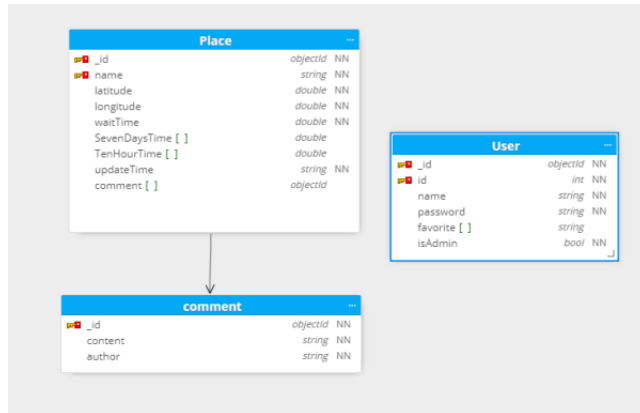 Place ...
_id objectId NN
name string NN
latitude double NN
longitude double NN
waitTime double NN
SevenDaysTime [ ] double
TenHourTime [ ] double
updateTime string NN
comment [ ] objectId
User ...
_id objectId NN
id int NN
name string NN
password string NN
favorite [ ] string
isAdmin bool NN
comment ...
_id objectId NN
content string NN
author string NN